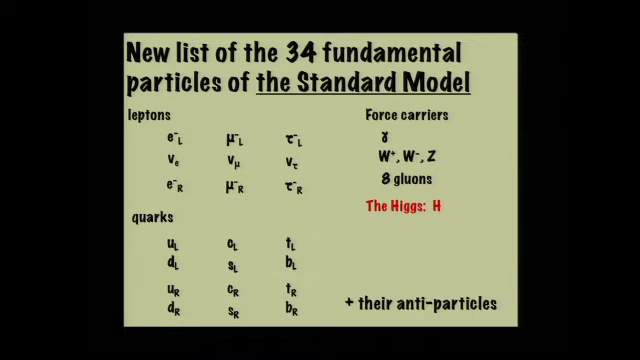 New list of the 34 fundamental
particles of the Standard Model
leptons
e⁻L μ⁻L τ⁻L
νe νμ ντ
e⁻R μ⁻R τ⁻R
quarks
uL cL tL
dL sL bL
uR cR tR
dR sR bR
Force carriers
γ
W⁺, W⁻, Z
8 gluons
The Higgs: H
+ their anti-particles